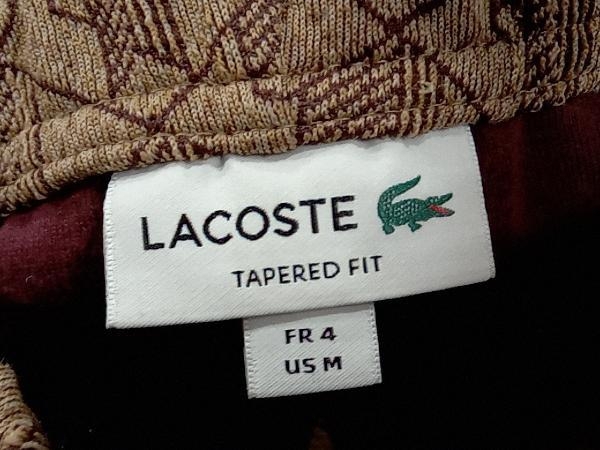 LACOSTE
TAPERED FIT
FR 4
US M